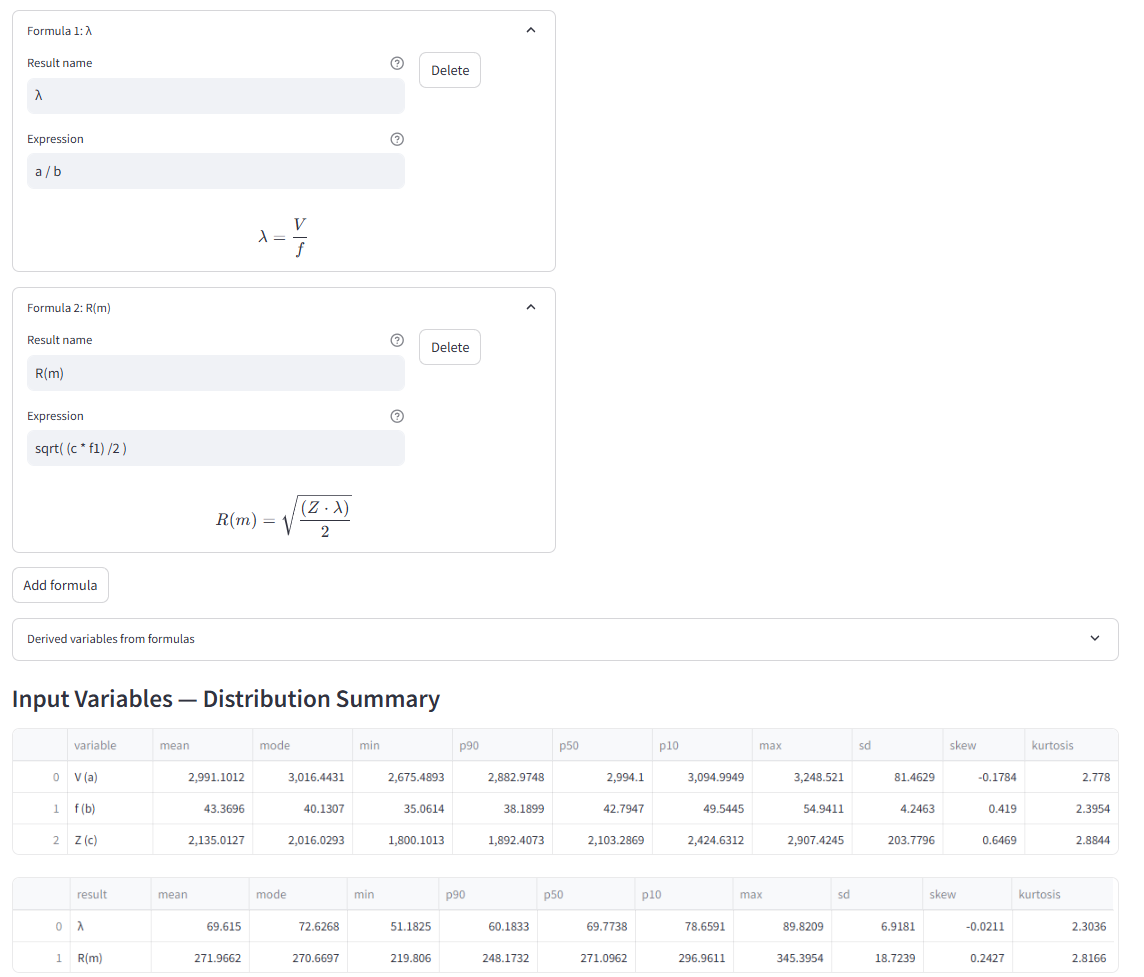 Formula 1: λ
Result name
Delete
λ
Expression
a / b
λ = V / f
Formula 2: R(m)
Result name
Delete
R(m)
Expression
sqrt( (c * f1) /2 )
R(m) = √((Z · λ) / 2)
Add formula
Derived variables from formulas
Input Variables — Distribution Summary
variable mean mode min p90 p50 p10 max sd skew kurtosis
0 V (a) 2,991.1012 3,016.4431 2,675.4893 2,882.9748 2,994.1 3,094.9949 3,248.521 81.4629 -0.1784 2.778
1 f (b) 43.3696 40.1307 35.0614 38.1899 42.7947 49.5445 54.9411 4.2463 0.419 2.3954
2 Z (c) 2,135.0127 2,016.0293 1,800.1013 1,892.4073 2,103.2869 2,424.6312 2,907.4245 203.7796 0.6469 2.8844
result mean mode min p90 p50 p10 max sd skew kurtosis
0 λ 69.615 72.6268 51.1825 60.1833 69.7738 78.6591 89.8209 6.9181 -0.0211 2.3036
1 R(m) 271.9662 270.6697 219.806 248.1732 271.0962 296.9611 345.3954 18.7239 0.2427 2.8166